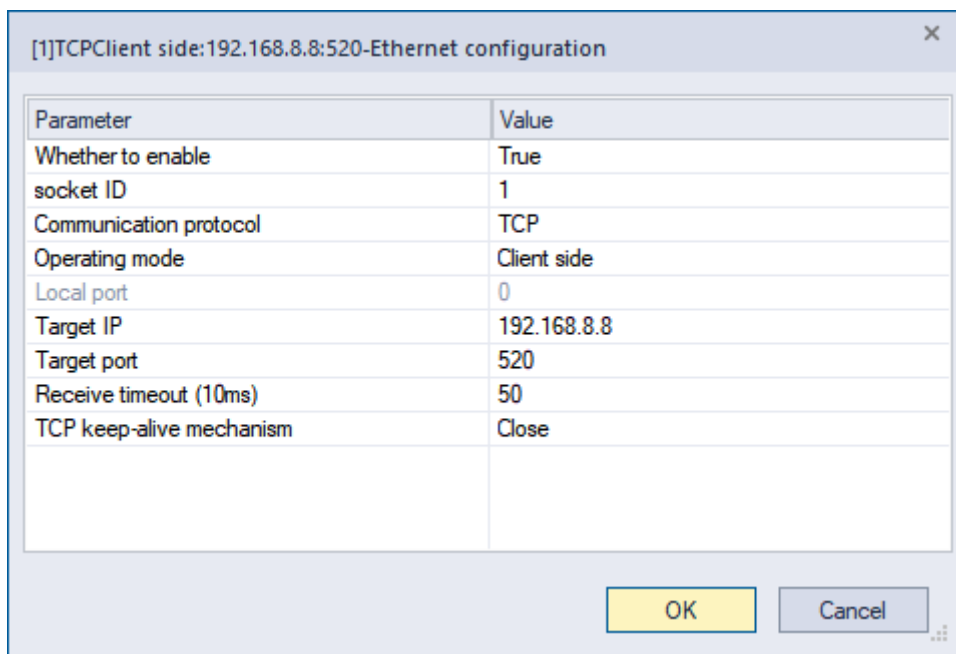 [1]TCPClient side:192.168.8.8:520-Ethernet configuration
Parameter Value
Whether to enable True
socket ID 1
Communication protocol TCP
Operating mode Client side
Local port 0
Target IP 192.168.8.8
Target port 520
Receive timeout (10ms) 50
TCP keep-alive mechanism Close
OK Cancel